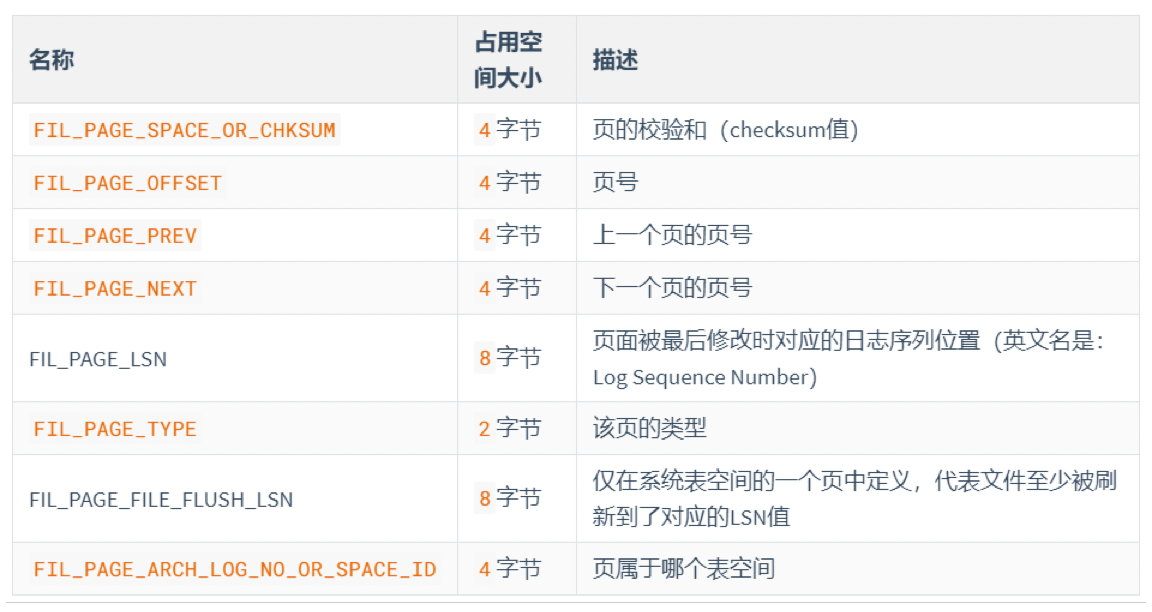 名称 占用空间大小 描述
FIL_PAGE_SPACE_OR_CHKSUM 4 字节 页的校验和（checksum值）
FIL_PAGE_OFFSET 4 字节 页号
FIL_PAGE_PREV 4 字节 上一个页的页号
FIL_PAGE_NEXT 4 字节 下一个页的页号
FIL_PAGE_LSN 8 字节 页面被最后修改时对应的日志序列位置（英文名是：
Log Sequence Number）
FIL_PAGE_TYPE 2 字节 该页的类型
FIL_PAGE_FILE_FLUSH_LSN 8 字节 仅在系统表空间的一个页中定义，代表文件至少被刷
新到了对应的LSN值
FIL_PAGE_ARCH_LOG_NO_OR_SPACE_ID 4 字节 页属于哪个表空间